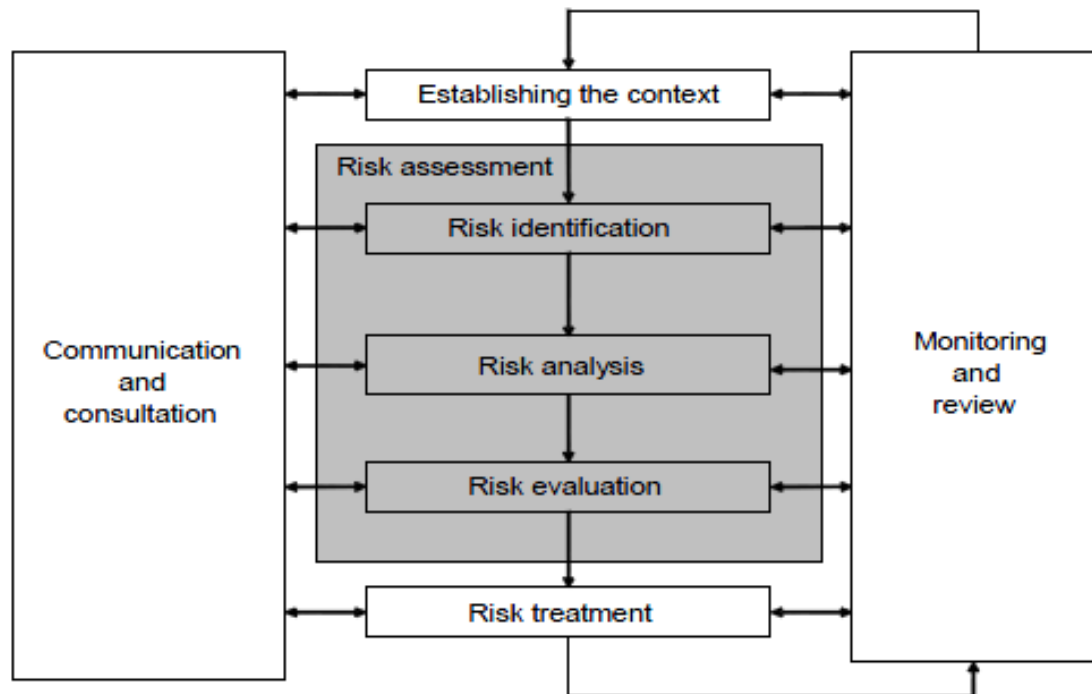 Establishing the context
Risk assessment
Risk identification
Communication
and
consultation
Risk analysis
Monitoring
and
review
Risk evaluation
Risk treatment